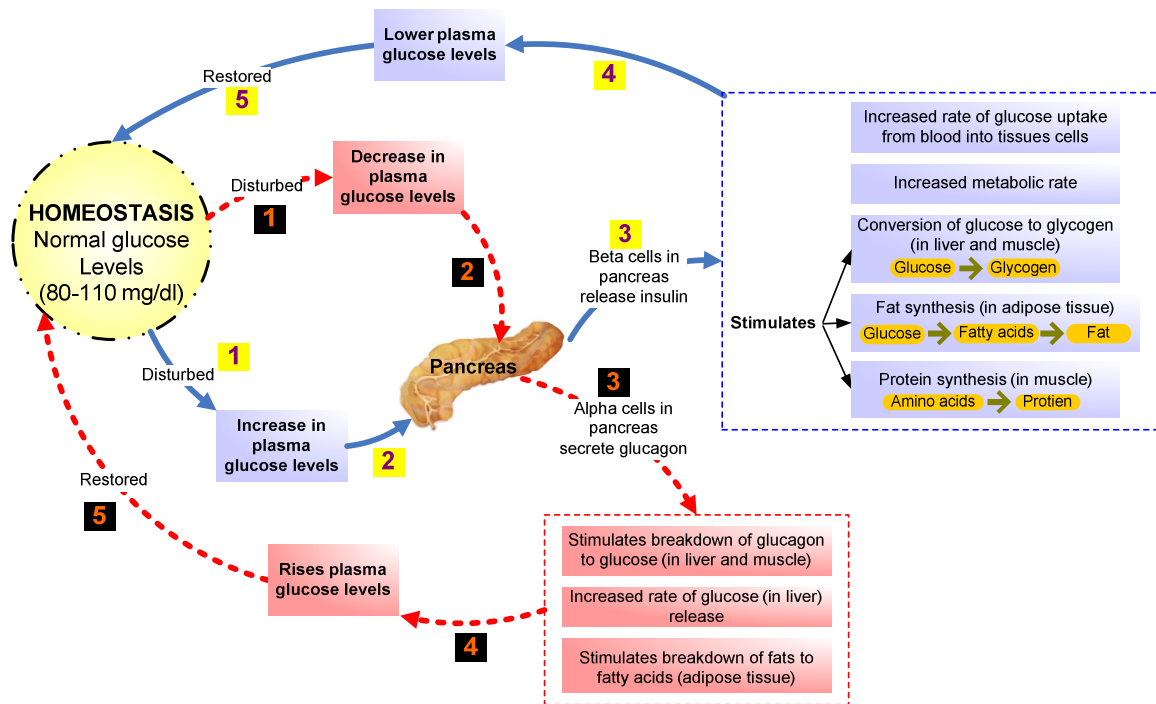 Lower plasma
glucose levels
Restored
5
4
HOMEOSTASIS
Normal glucose
Levels
(80-110 mg/dl)
Disturbed
1
Decrease in
plasma
glucose levels
2
Disturbed
1
Increase in
plasma
glucose levels
2
Pancreas
3
Beta cells in
pancreas
release insulin
Increased rate of glucose uptake
from blood into tissues cells
Increased metabolic rate
Stimulates
Conversion of glucose to glycogen
(in liver and muscle)
Glucose Glycogen
Fat synthesis (in adipose tissue)
Glucose Fatty acids Fat
Protein synthesis (in muscle)
Amino acids Protien
3
Alpha cells in
pancreas
secrete glucagon
Stimulates breakdown of glucagon
to glucose (in liver and muscle)
Increased rate of glucose (in liver)
release
Stimulates breakdown of fats to
fatty acids (adipose tissue)
4
Rises plasma
glucose levels
Restored
5